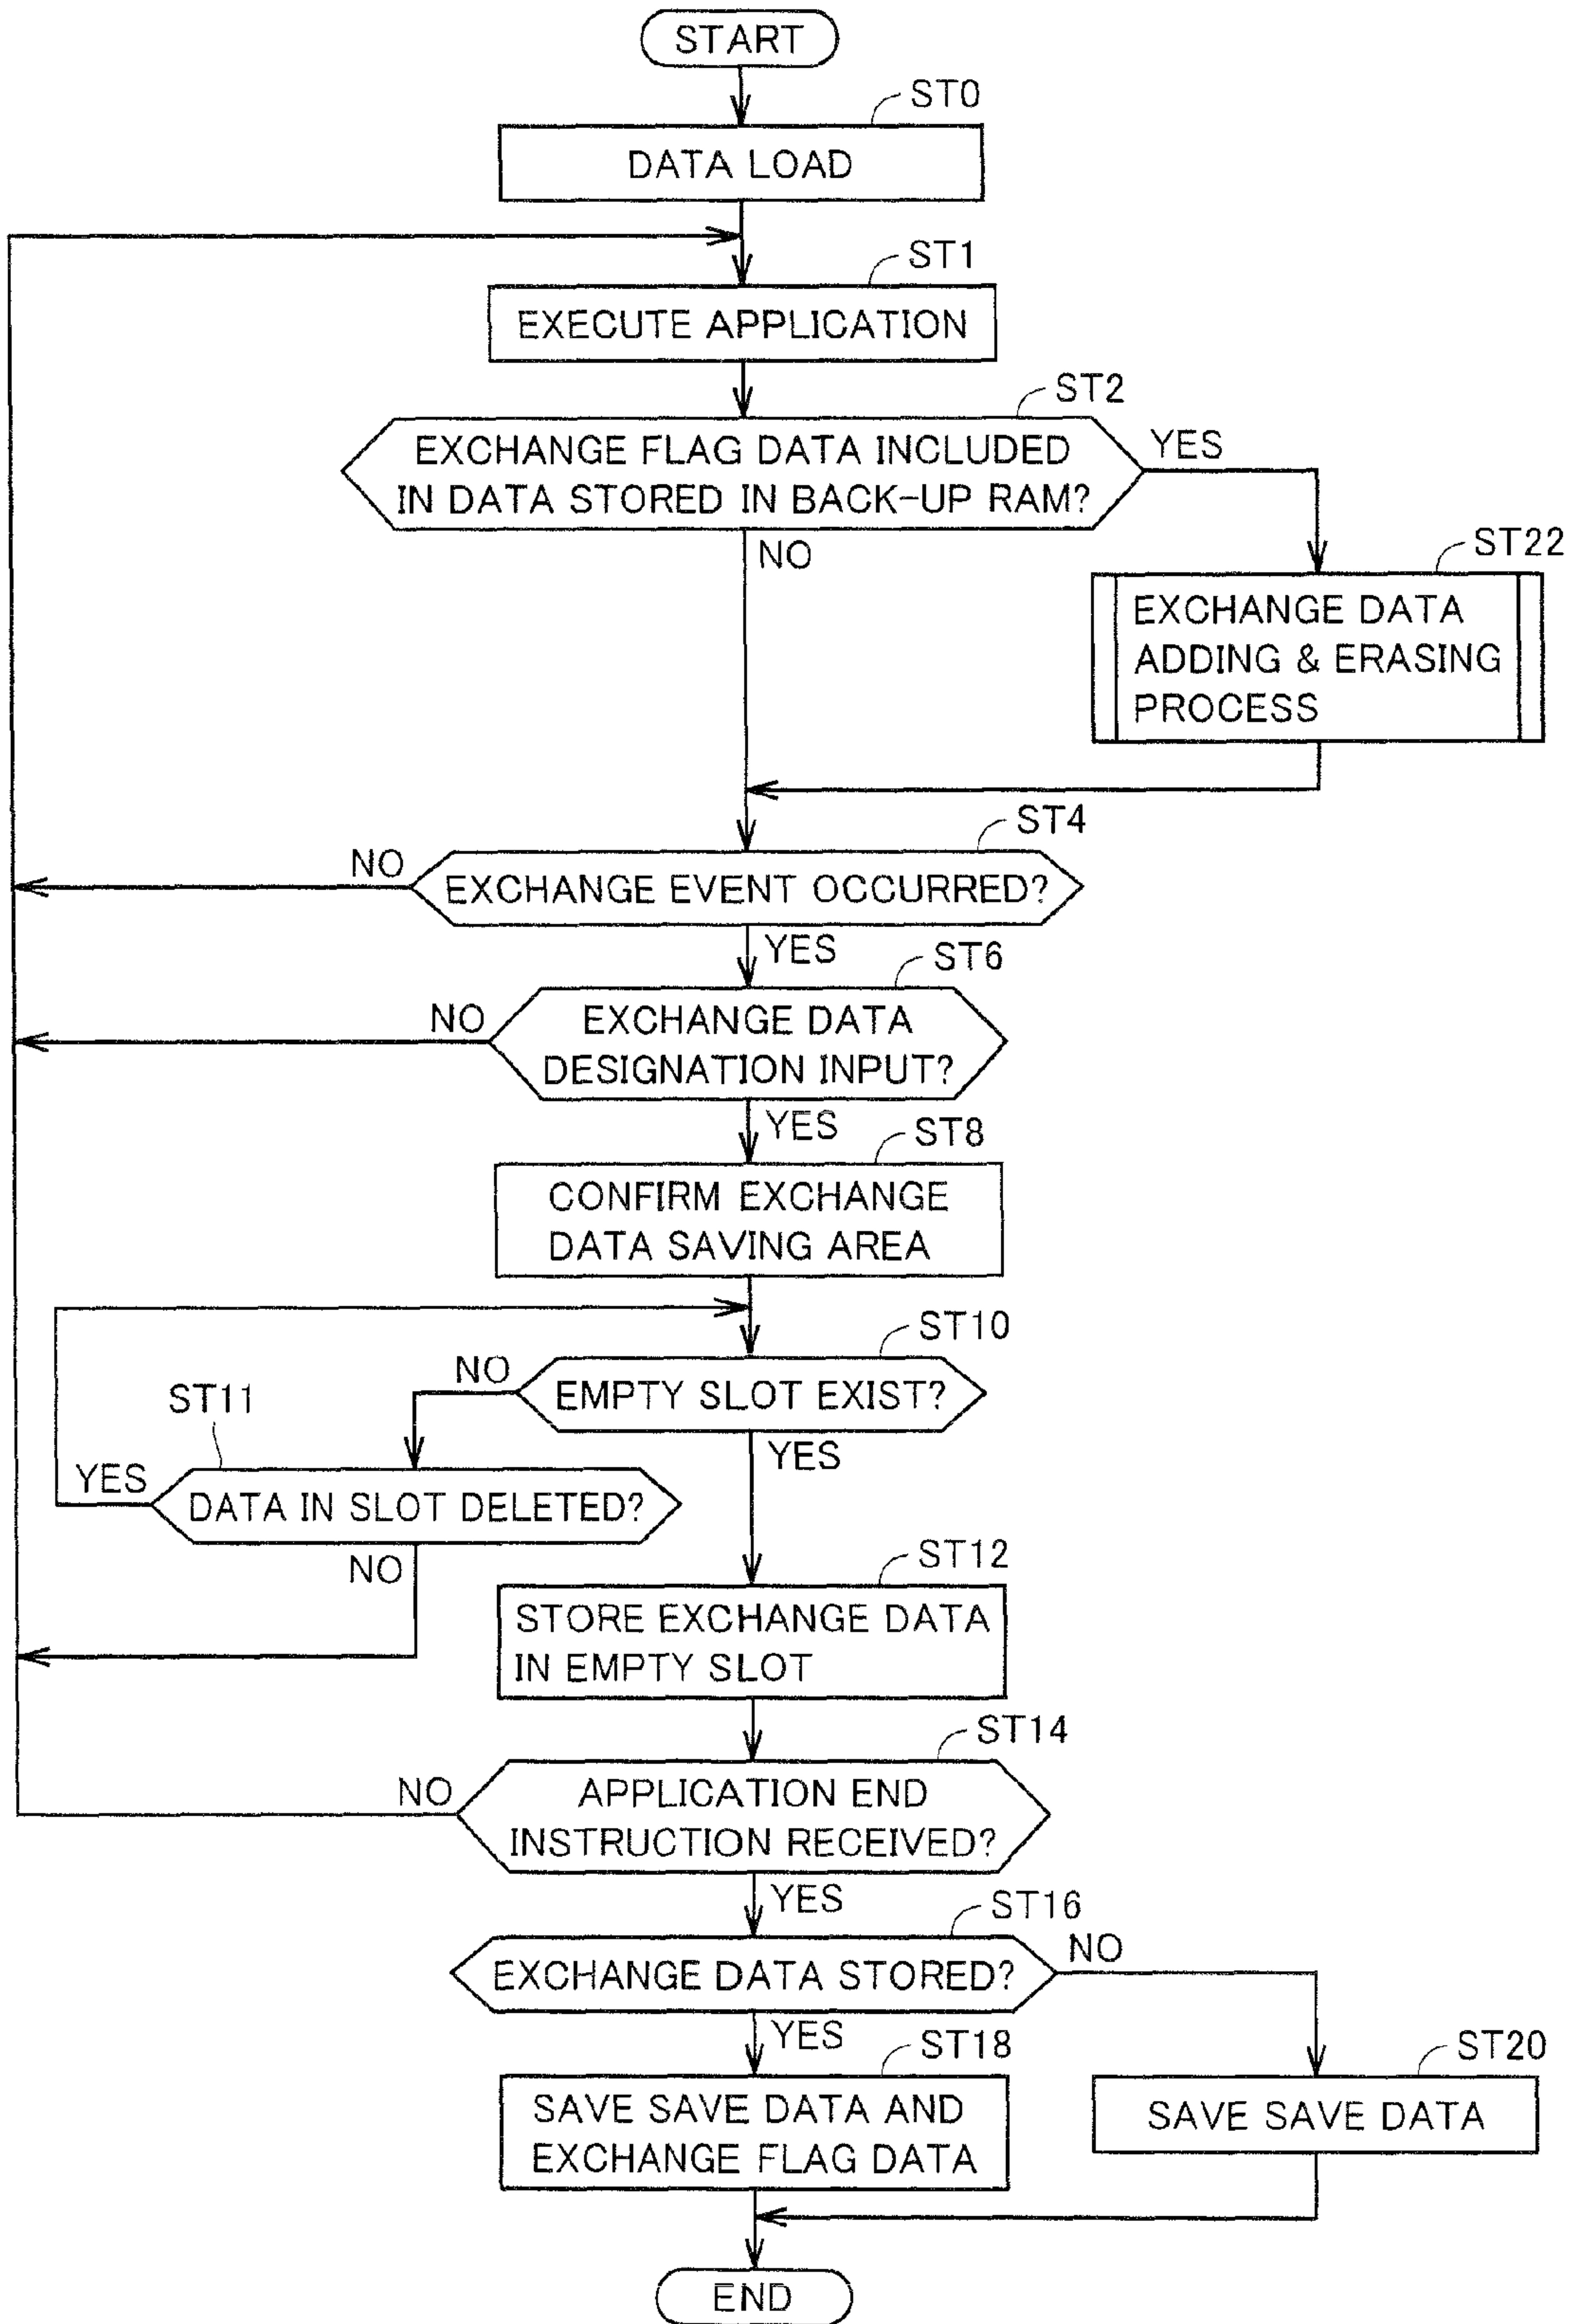 START
ST0
DATA LOAD
ST1
EXECUTE APPLICATION
ST2
EXCHANGE FLAG DATA INCLUDED
IN DATA STORED IN BACK-UP RAM?
YES
NO
ST22
EXCHANGE DATA
ADDING & ERASING
PROCESS
ST4
NO
EXCHANGE EVENT OCCURRED?
YES
ST6
NO
EXCHANGE DATA
DESIGNATION INPUT?
YES
ST8
CONFIRM EXCHANGE
DATA SAVING AREA
ST10
NO
EMPTY SLOT EXIST?
ST11
YES
YES
DATA IN SLOT DELETED?
NO
ST12
STORE EXCHANGE DATA
IN EMPTY SLOT
ST14
NO
APPLICATION END
INSTRUCTION RECEIVED?
YES
ST16
NO
EXCHANGE DATA STORED?
YES
ST18
ST20
SAVE SAVE DATA AND
EXCHANGE FLAG DATA
SAVE SAVE DATA
END